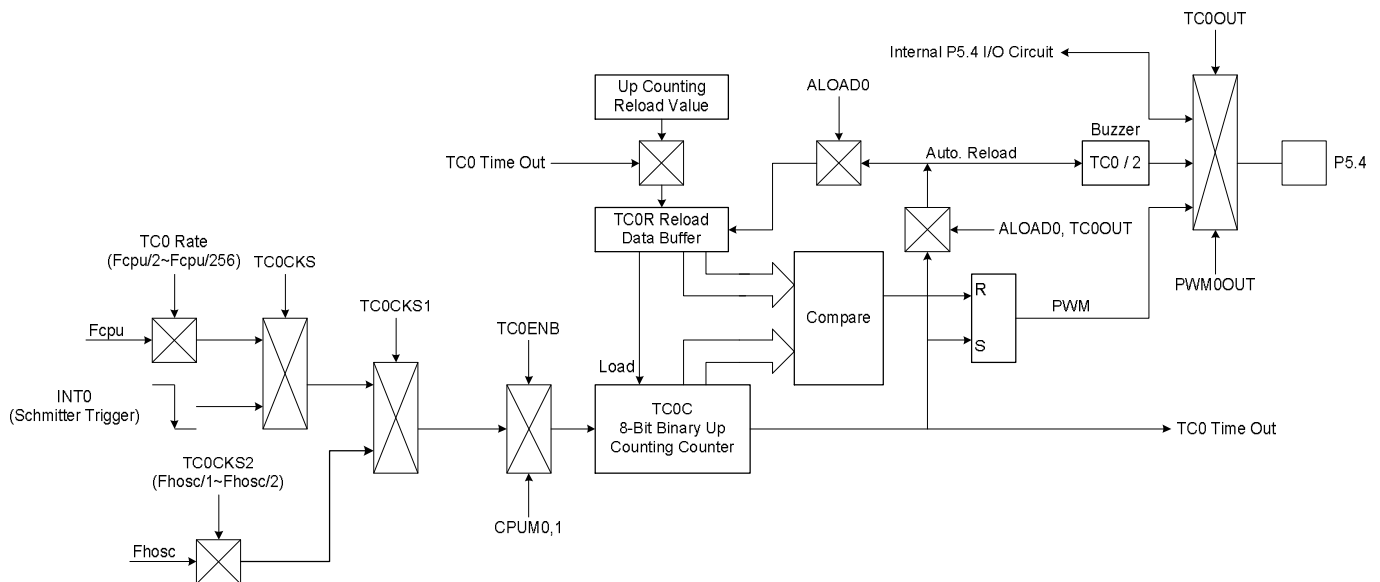 TC0OUT
Internal P5.4 I/O Circuit
Up Counting
Reload Value
ALOAD0
Buzzer
TC0 Time Out
Auto. Reload
TC0 / 2
P5.4
TC0R Reload
Data Buffer
ALOAD0, TC0OUT
TC0 Rate
(Fcpu/2~Fcpu/256)
TC0CKS
PWM0OUT
R
PWM
S
Compare
TC0CKS1
TC0ENB
Fcpu
Load
INT0
(Schmitter Trigger)
TC0C
8-Bit Binary Up
Counting Counter
TC0 Time Out
TC0CKS2
(Fhosc/1~Fhosc/2)
CPUM0,1
Fhosc